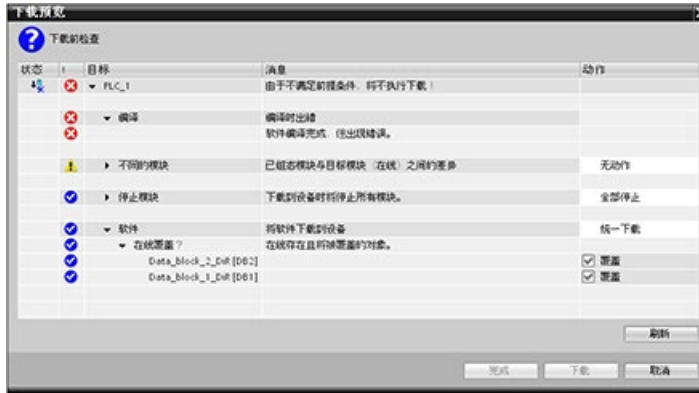 下载预览
下载前检查
状态 ! 目标 消息 动作
PLC_1 由于不满足前提条件,将不执行下载!
编译 编译时出错
软件编译完成,但出现错误。
不同的模块 已组态模块与目标模块(在线)之间的差异 无动作
停止模块 下载到设备时将停止所有模块。 全部停止
软件 将软件下载到设备 统一下载
在线覆盖? 在线存在且将被覆盖的对象。
Data_block_2_DxR [DB2] 覆盖
Data_block_1_DxR [DB1] 覆盖
刷新
完成 下载 取消